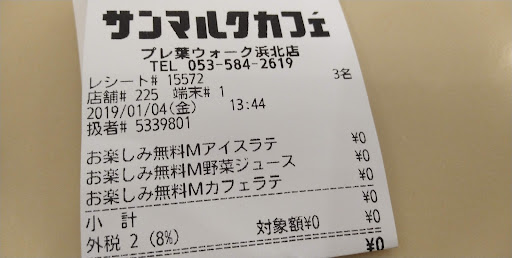 サンマルクカフェ
プレ葉ウォーク浜北店
TEL 053-584-2619
レシート# 15572 3名
店舗# 225 端末# 1
2019/01/04(金) 13:44
扱者# 5339801
お楽しみ無料Mアイスラテ ¥0
お楽しみ無料M野菜ジュース ¥0
お楽しみ無料Mカフェラテ ¥0
小 計 ¥0
外税 2 (8%) 対象額¥0 ¥0
¥0